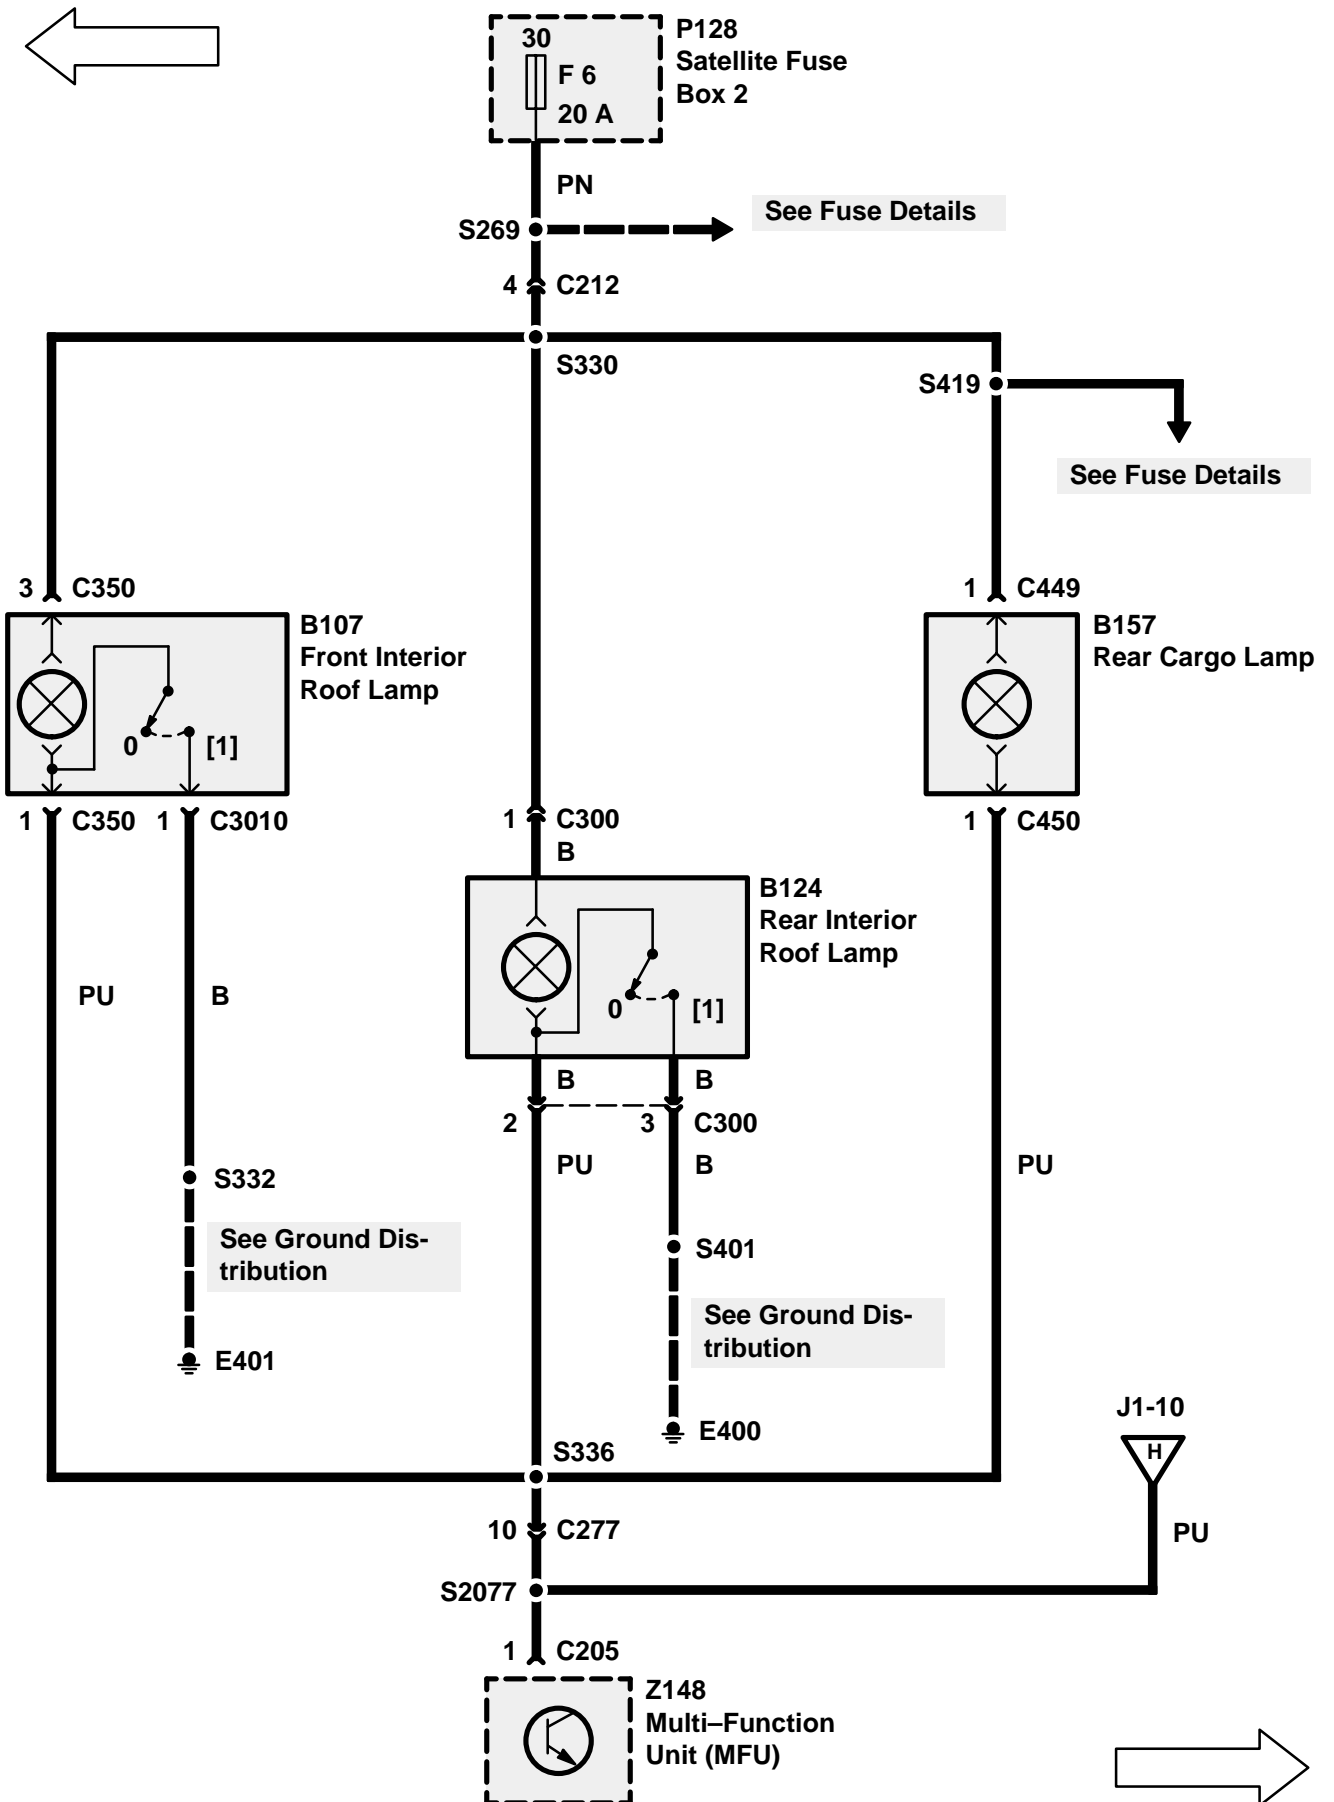 30
F 6
20 A
P128
Satellite Fuse
Box 2
PN
S269
See Fuse Details
4
C212
S330
S419
See Fuse Details
3
C350
B107
Front Interior
Roof Lamp
0
[1]
1
C350
1
C3010
1
C449
B157
Rear Cargo Lamp
1
C450
1
C300
B
B124
Rear Interior
Roof Lamp
0
[1]
PU
B
B
B
2
3
C300
PU
B
PU
S332
See Ground Dis-
tribution
E401
S401
See Ground Dis-
tribution
E400
S336
J1-10
H
PU
10
C277
S2077
1
C205
Z148
Multi–Function
Unit (MFU)